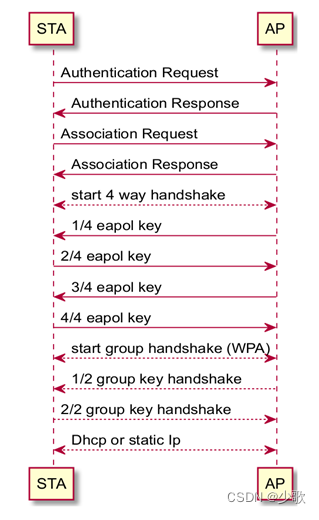 STA AP
Authentication Request
Authentication Response
Association Request
Association Response
start 4 way handshake
1/4 eapol key
2/4 eapol key
3/4 eapol key
4/4 eapol key
start group handshake (WPA)
1/2 group key handshake
2/2 group key handshake
Dhcp or static Ip
STA AP
CSDN @少歌